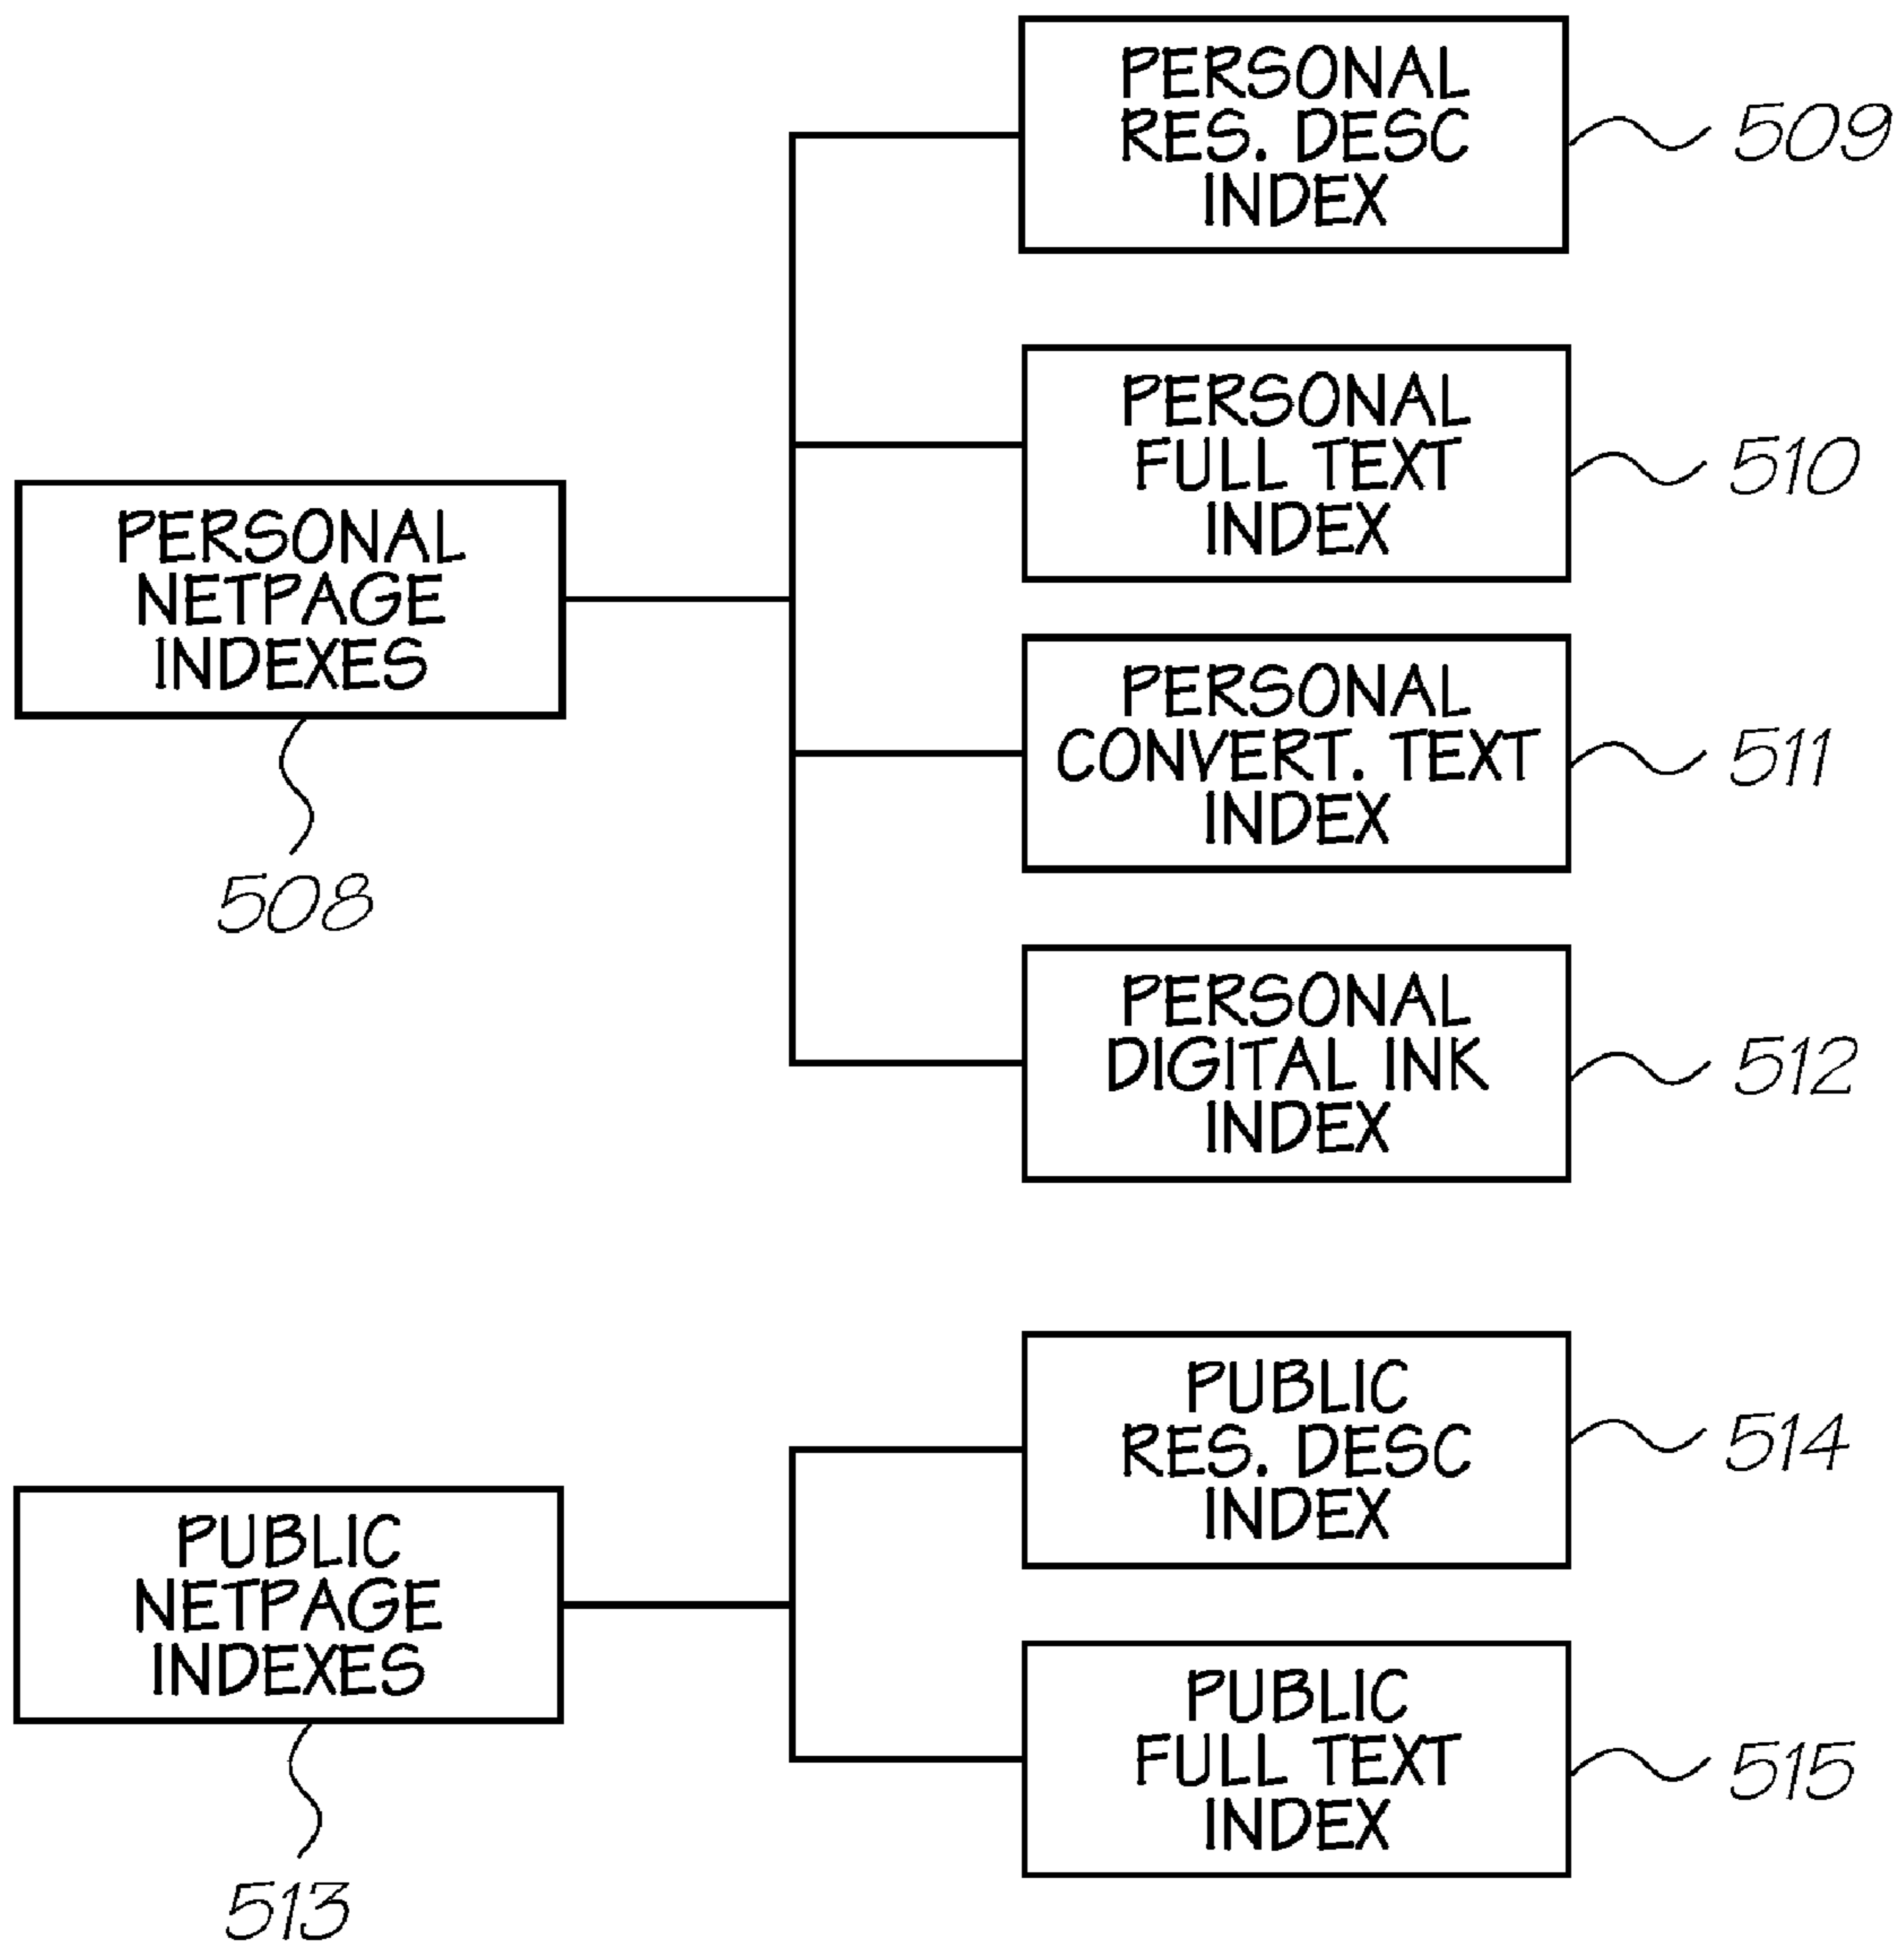 PERSONAL
RES. DESC
INDEX
509
PERSONAL
FULL TEXT
INDEX
510
PERSONAL
NETPAGE
INDEXES
508
PERSONAL
CONVERT. TEXT
INDEX
511
PERSONAL
DIGITAL INK
INDEX
512
PUBLIC
RES. DESC
INDEX
514
PUBLIC
NETPAGE
INDEXES
513
PUBLIC
FULL TEXT
INDEX
515